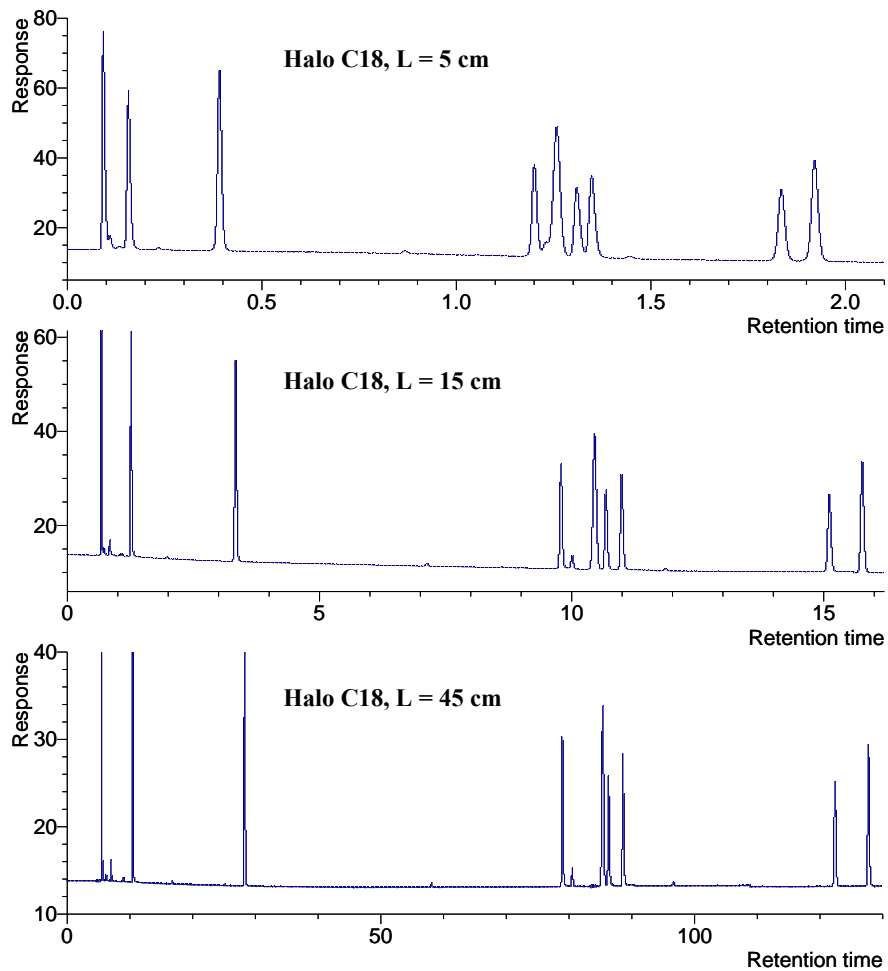 80
60
40
20
Response
Halo C18, L = 5 cm
0.0 0.5 1.0 1.5 2.0
Retention time
60
40
20
Response
Halo C18, L = 15 cm
0 5 10 15
Retention time
40
30
20
10
Response
Halo C18, L = 45 cm
0 50 100
Retention time